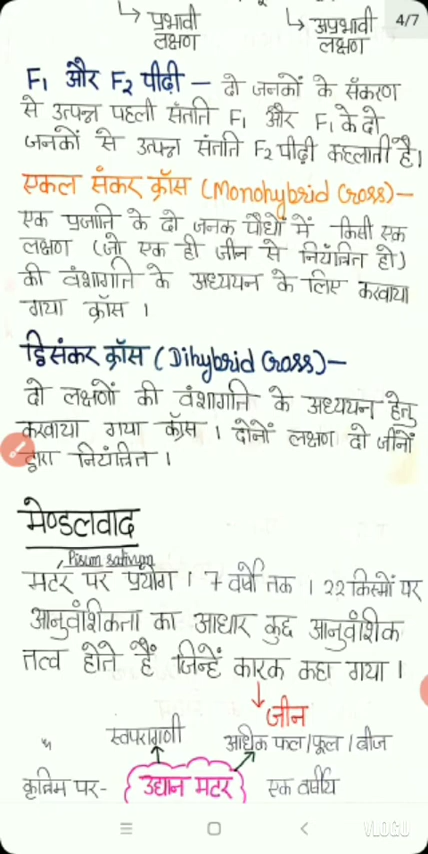 ↳ प्रभावी ↳ अप्रभावी 4/7
लक्षण लक्षण
F₁ और F₂ पीढ़ी – दो जनकों के संकरण
से उत्पन्न पहली संतति F₁ और F₁ के दो
जनकों से उत्पन्न संतति F₂ पीढ़ी कहलाती है।
एकल संकर क्रॉस (Monohybrid Cross)–
एक प्रजाति के दो जनक पौधों में किसी एक
लक्षण (जो एक ही जीन से नियंत्रित हो)
की वंशागति के अध्ययन के लिए करवाया
गया क्रॉस ।
द्विसंकर क्रॉस (Dihybrid Cross)–
दो लक्षणों की वंशागति के अध्ययन हेतु
करवाया गया क्रॉस । दोनों लक्षण दो जीनों
द्वारा नियंत्रित ।
मेण्डलवाद
Pisum sativum
मटर पर प्रयोग । 7 वर्षों तक । 22 किस्मों पर
आनुवंशिकता का आधार कुछ आनुवंशिक
तत्व होते हैं जिन्हें कारक कहा गया ।
↓ जीन
स्वपरागणी अधिक फल/फूल/बीज
कृत्रिम पर- उद्यान मटर एक वर्षीय
VLOGU